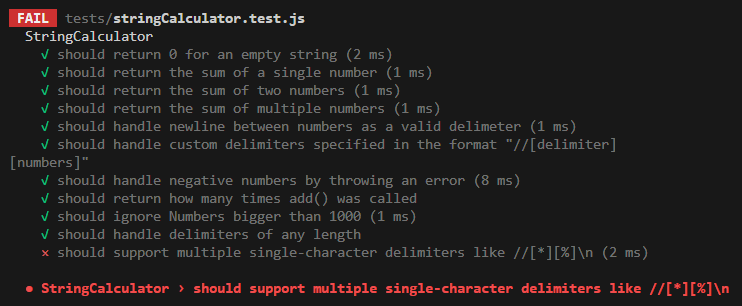 FAIL tests/stringCalculator.test.js
StringCalculator
√ should return 0 for an empty string (2 ms)
√ should return the sum of a single number (1 ms)
√ should return the sum of two numbers (1 ms)
√ should return the sum of multiple numbers (1 ms)
√ should handle newline between numbers as a valid delimeter (1 ms)
√ should handle custom delimiters specified in the format "//[delimiter]
[numbers]"
√ should handle negative numbers by throwing an error (8 ms)
√ should return how many times add() was called
√ should ignore Numbers bigger than 1000 (1 ms)
√ should handle delimiters of any length
× should support multiple single-character delimiters like //[*][%]\n (2 ms)
● StringCalculator › should support multiple single-character delimiters like //[*][%]\n